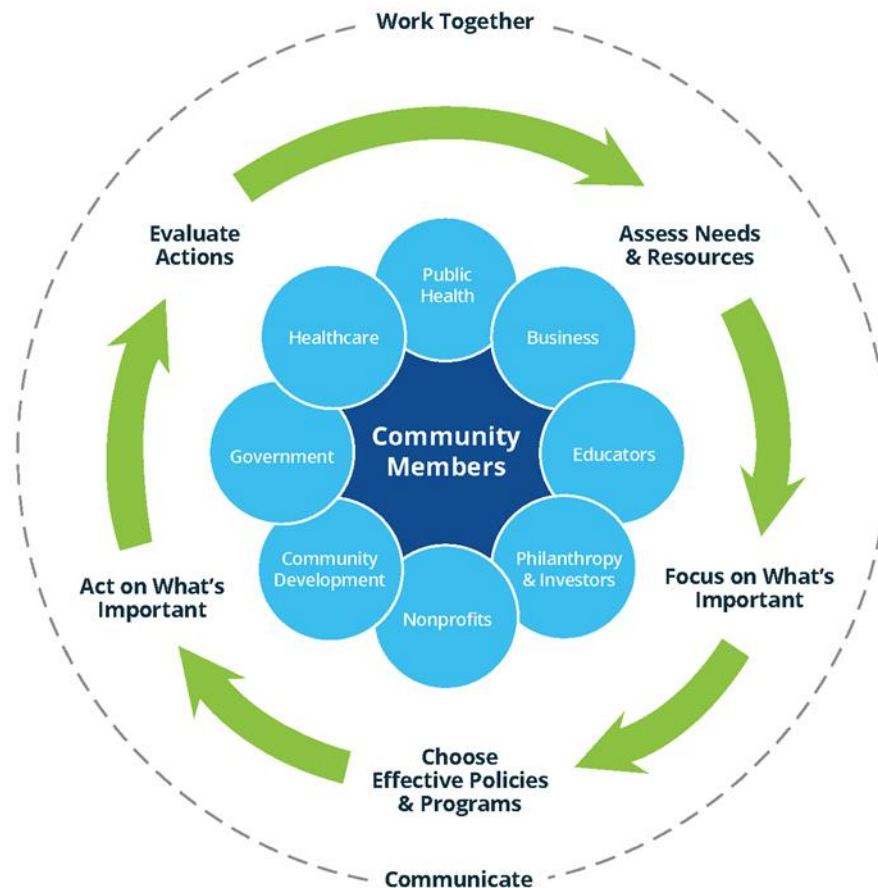 Work Together
Evaluate
Actions
Assess Needs
& Resources
Public
Health
Healthcare
Business
Community
Members
Government
Educators
Community
Development
Philanthropy
& Investors
Nonprofits
Act on What's
Important
Focus on What's
Important
Choose
Effective Policies
& Programs
Communicate